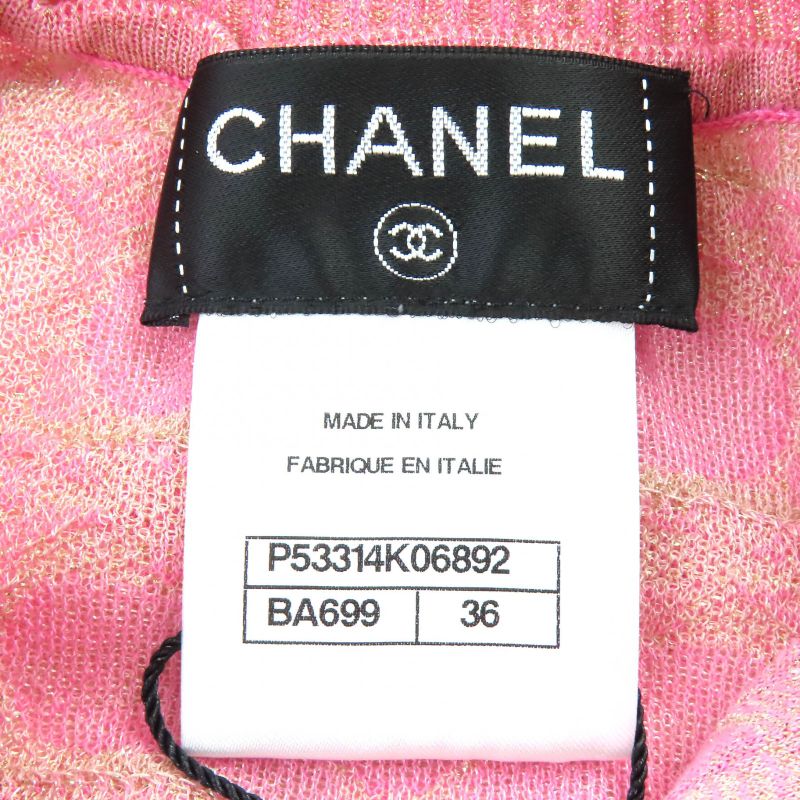 CHANEL
MADE IN ITALY
FABRIQUE EN ITALIE
P53314K06892
BA699 36